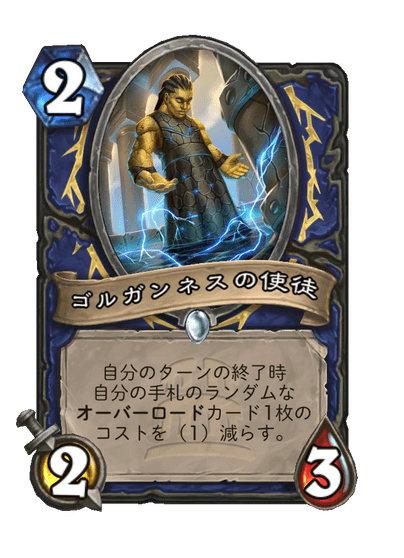 2
ゴルガンネスの使徒
自分のターンの終了時
自分の手札のランダムな
オーバーロードカード1枚の
コストを（1）減らす。
2
3